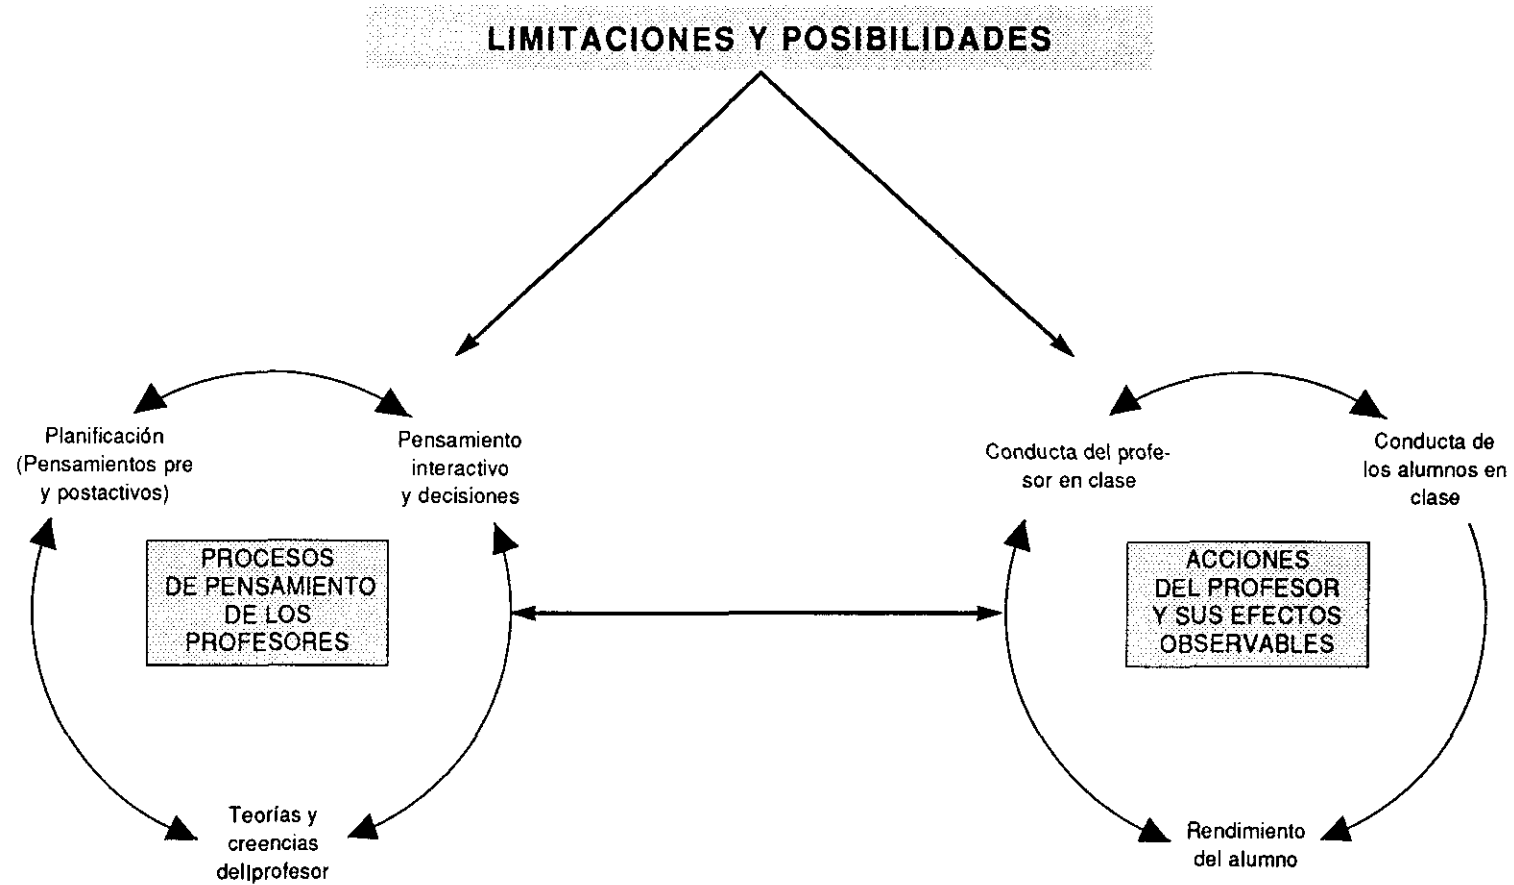 LIMITACIONES Y POSIBILIDADES
Planificación
(Pensamientos pre
y postactivos)
Pensamiento
interactivo
y decisiones
PROCESOS
DE PENSAMIENTO
DE LOS
PROFESORES
Teorías y
creencias
del profesor
Conducta del profe-
sor en clase
Conducta de
los alumnos en
clase
ACCIONES
DEL PROFESOR
Y SUS EFECTOS
OBSERVABLES
Rendimiento
del alumno